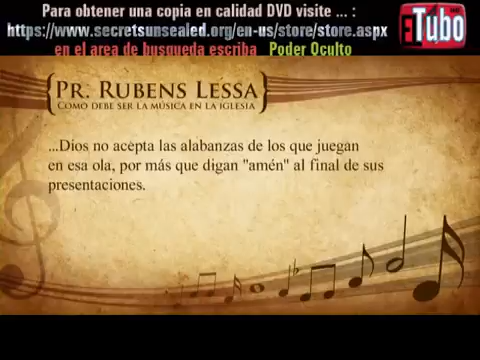 Para obtener una copia en calidad DVD visite ... :
https://www.secretsunsealed.org/en-us/store/store.aspx
en el area de busqueda escriba Poder Oculto
Tubo
PR. RUBENS LESSA
COMO DEBE SER LA MÚSICA EN LA IGLESIA
...Dios no acepta las alabanzas de los que juegan
en esa ola, por más que digan "amén" al final de sus
presentaciones.